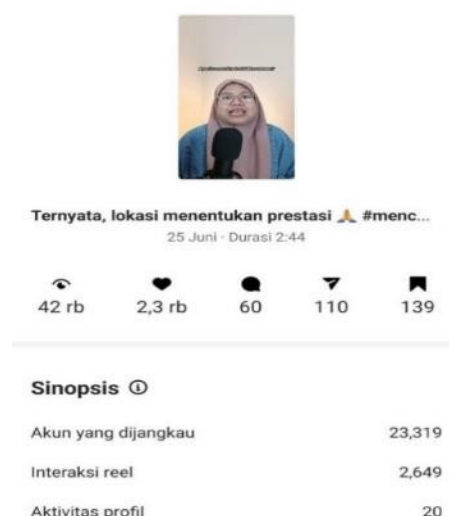 Ternyata, lokasi menentukan prestasi 🙏 #menc...
25 Juni · Durasi 2:44
42 rb 2,3 rb 60 110 139
Sinopsis
Akun yang dijangkau 23,319
Interaksi reel 2,649
Aktivitas profil 20